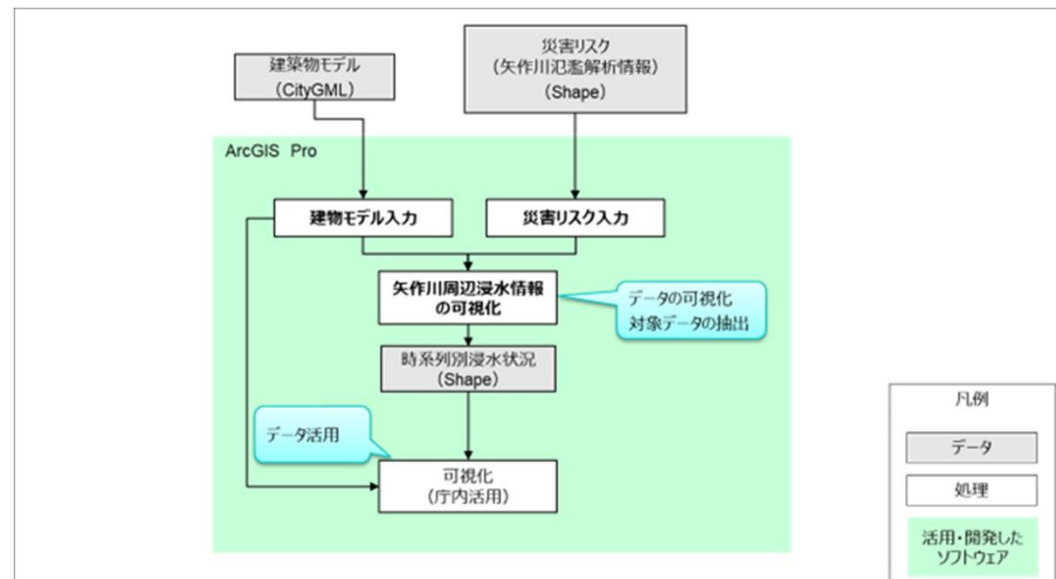 建築物モデル
（CityGML）
災害リスク
（矢作川氾濫解析情報）
（Shape）
ArcGIS Pro
建物モデル入力
災害リスク入力
矢作川周辺浸水情報
の可視化
データの可視化
対象データの抽出
時系列別浸水状況
（Shape）
データ活用
可視化
（庁内活用）
凡例
データ
処理
活用・開発した
ソフトウェア